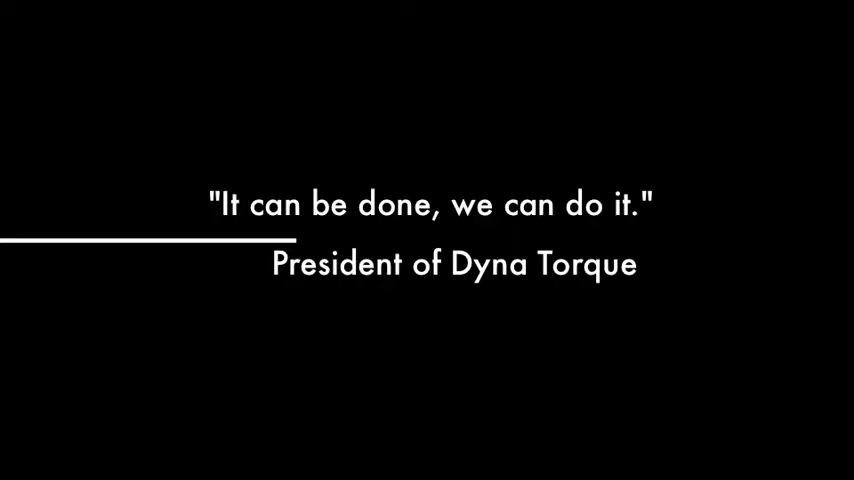 "It can be done, we can do it."
President of Dyna Torque